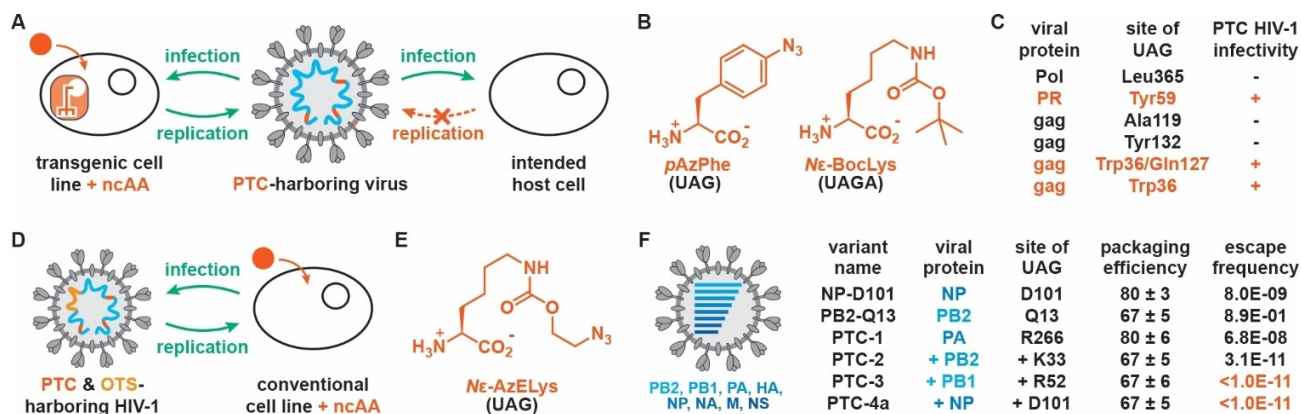 A
infection
infection
replication
replication
transgenic cell
line + ncAA
PTC-harboring virus
intended
host cell
B
N3
H3N
+
CO2
-
pAzPhe
(UAG)
NH
O
O
H3N
+
CO2
-
Nε-BocLys
(UAGA)
C
viral protein site of UAG PTC HIV-1 infectivity
Pol Leu365 -
PR Tyr59 +
gag Ala119 -
gag Tyr132 -
gag Trp36/Gln127 +
gag Trp36 +
D
infection
replication
PTC & OTS-
harboring HIV-1
conventional
cell line + ncAA
E
NH
O
O
N3
H3N
+
CO2
-
Nε-AzELys
(UAG)
F
PB2, PB1, PA, HA,
NP, NA, M, NS
variant name viral protein site of UAG packaging efficiency escape frequency
NP-D101 NP D101 80 ± 3 8.0E-09
PB2-Q13 PB2 Q13 67 ± 5 8.9E-01
PTC-1 PA R266 80 ± 6 6.8E-08
PTC-2 + PB2 + K33 67 ± 5 3.1E-11
PTC-3 + PB1 + R52 67 ± 6 <1.0E-11
PTC-4a + NP + D101 67 ± 5 <1.0E-11